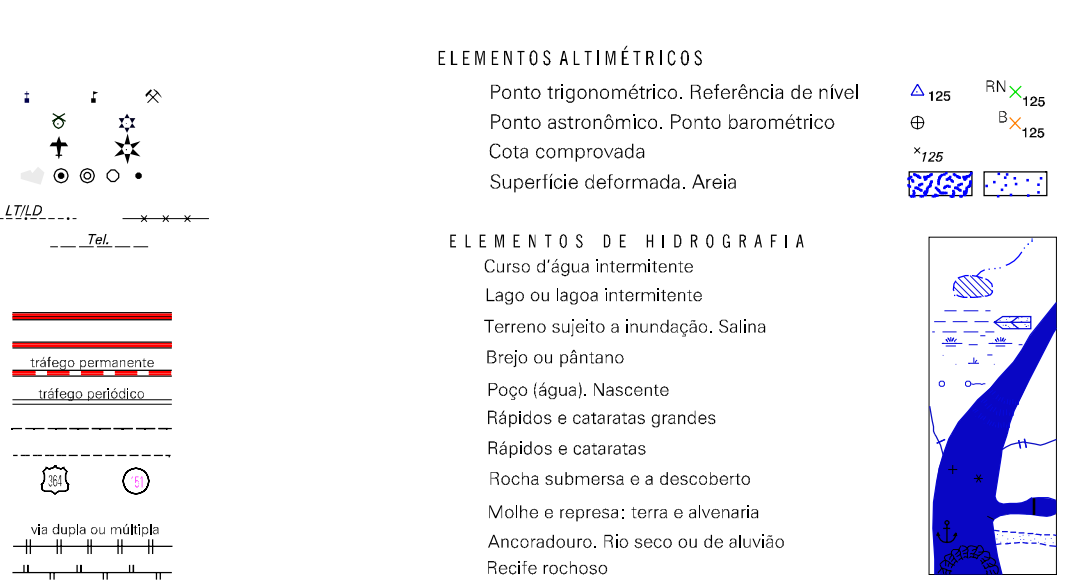 LT/LD
Tel.
tráfego permanente
tráfego periódico
364
'51
via dupla ou múltipla
ELEMENTOS ALTIMÉTRICOS
Ponto trigonométrico. Referência de nível
125
RN
125
Ponto astronômico. Ponto barométrico
B
125
Cota comprovada
125
Superfície deformada. Areia
ELEMENTOS DE HIDROGRAFIA
Curso d'água intermitente
Lago ou lagoa intermitente
Terreno sujeito a inundação. Salina
Brejo ou pântano
Poço (água). Nascente
Rápidos e cataratas grandes
Rápidos e cataratas
Rocha submersa e a descoberto
Molhe e represa: terra e alvenaria
Ancoradouro. Rio seco ou de aluvião
Recife rochoso